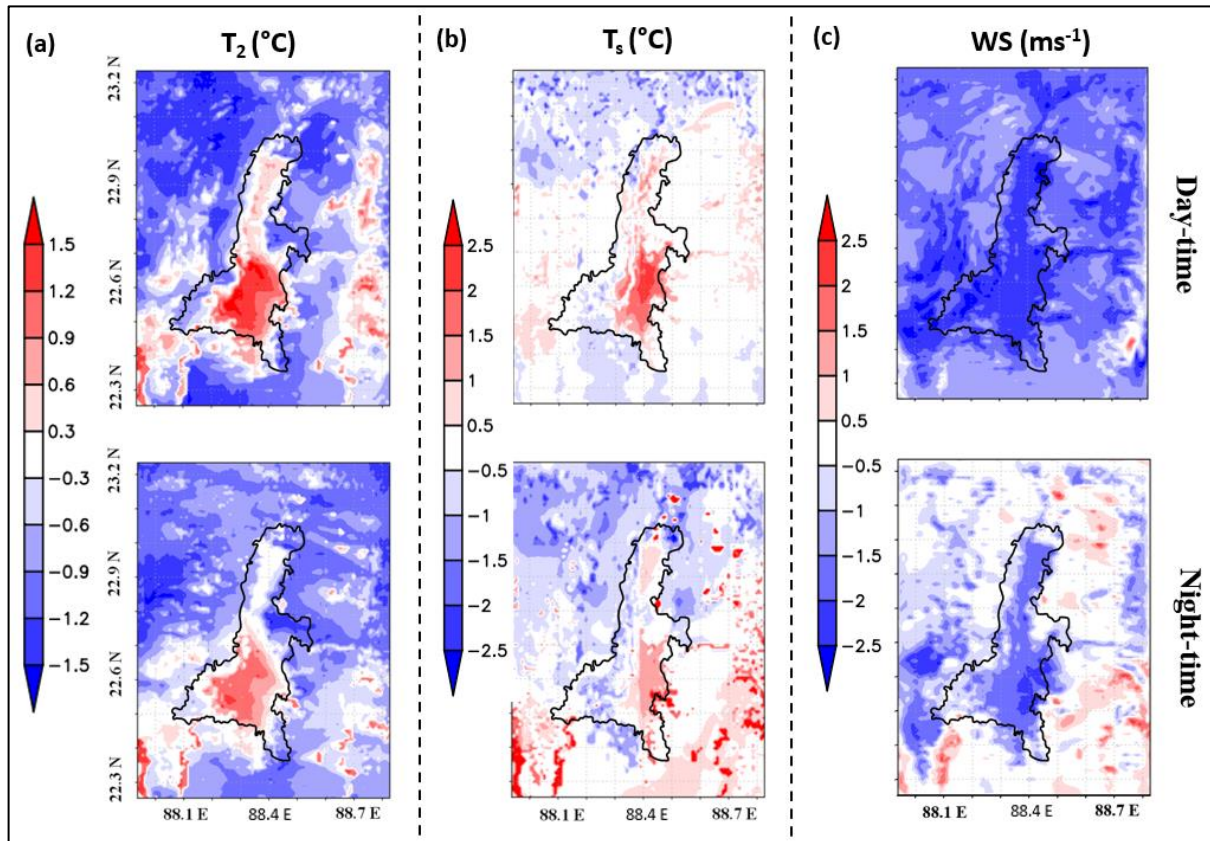 (a) T₂ (°C)
(b) Tₛ (°C)
(c) WS (ms⁻¹)
23.2 N
22.9 N
22.6 N
22.3 N
1.5
1.2
0.9
0.6
0.3
−0.3
−0.6
−0.9
−1.2
−1.5
2.5
2
1.5
1
0.5
−0.5
−1
−1.5
−2
−2.5
2.5
2
1.5
1
0.5
−0.5
−1
−1.5
−2
−2.5
Day-time
23.2 N
22.9 N
22.6 N
22.3 N
Night-time
88.1 E 88.4 E 88.7 E
88.1 E 88.4 E 88.7 E
88.1 E 88.4 E 88.7 E